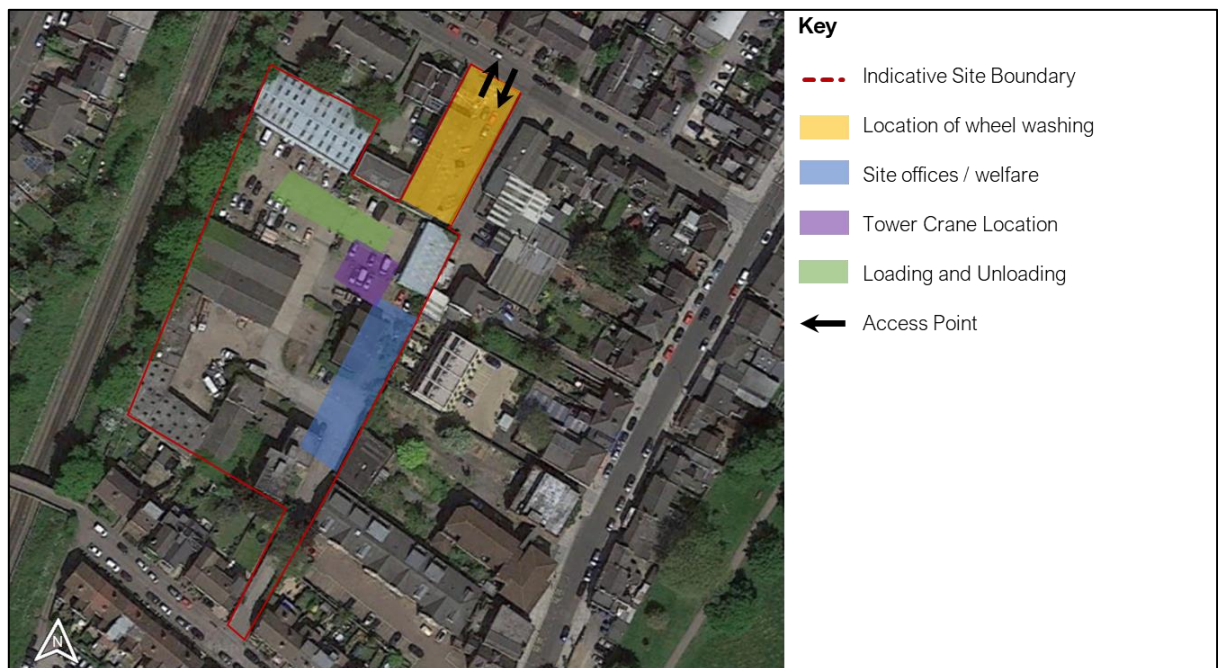 Key
Indicative Site Boundary
Location of wheel washing
Site offices / welfare
Tower Crane Location
Loading and Unloading
Access Point
N